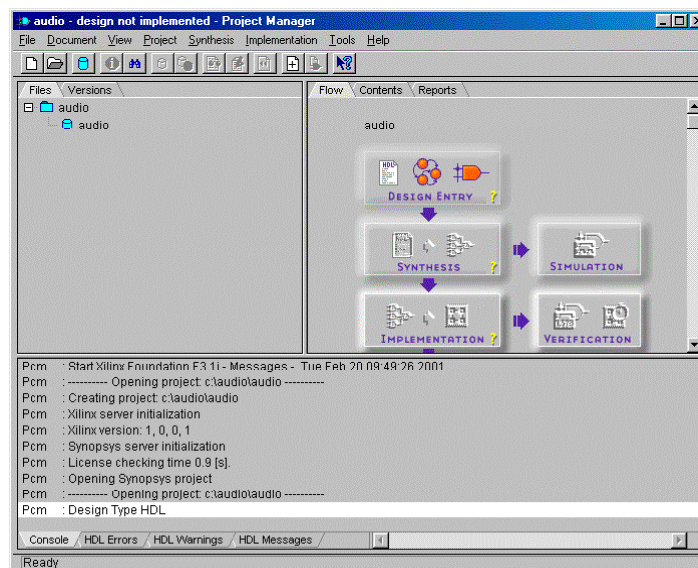 audio - design not implemented - Project Manager
File Document View Project Synthesis Implementation Tools Help
Files Versions
Flow Contents Reports
audio
audio
audio
HDL
DESIGN ENTRY ?
SYNTHESIS ?
SIMULATION
IMPLEMENTATION ?
VERIFICATION
Pcm : Start Xilinx Foundation F3.1i - Messages - Tue Feb 20 09:49:26 2001
Pcm : ---------- Opening project: c:\audio\audio ----------
Pcm : Creating project: c:\audio\audio
Pcm : Xilinx server initialization
Pcm : Xilinx version: 1, 0, 0, 1
Pcm : Synopsys server initialization
Pcm : License checking time 0.9 [s].
Pcm : Opening Synopsys project
Pcm : ---------- Opening project: c:\audio\audio ----------
Pcm : Design Type HDL
Console HDL Errors HDL Warnings HDL Messages
Ready